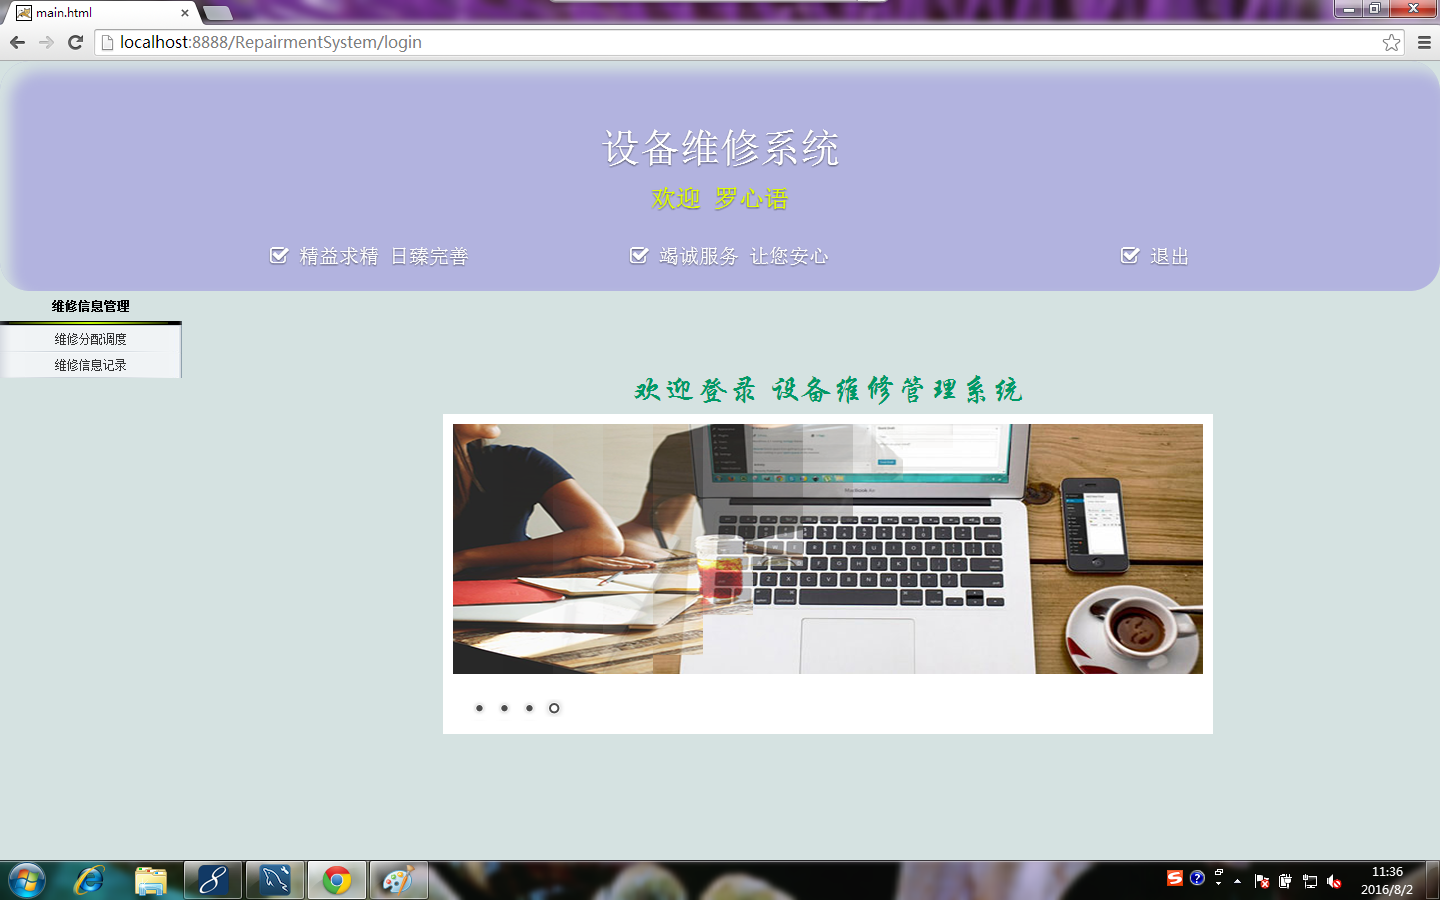 main.html
localhost:8888/RepairmentSystem/login
设备维修系统
欢迎 罗心语
精益求精 日臻完善
竭诚服务 让您安心
退出
维修信息管理
维修分配调度
维修信息记录
欢迎登录 设备维修管理系统
MacBook Air
11:36
2016/8/2